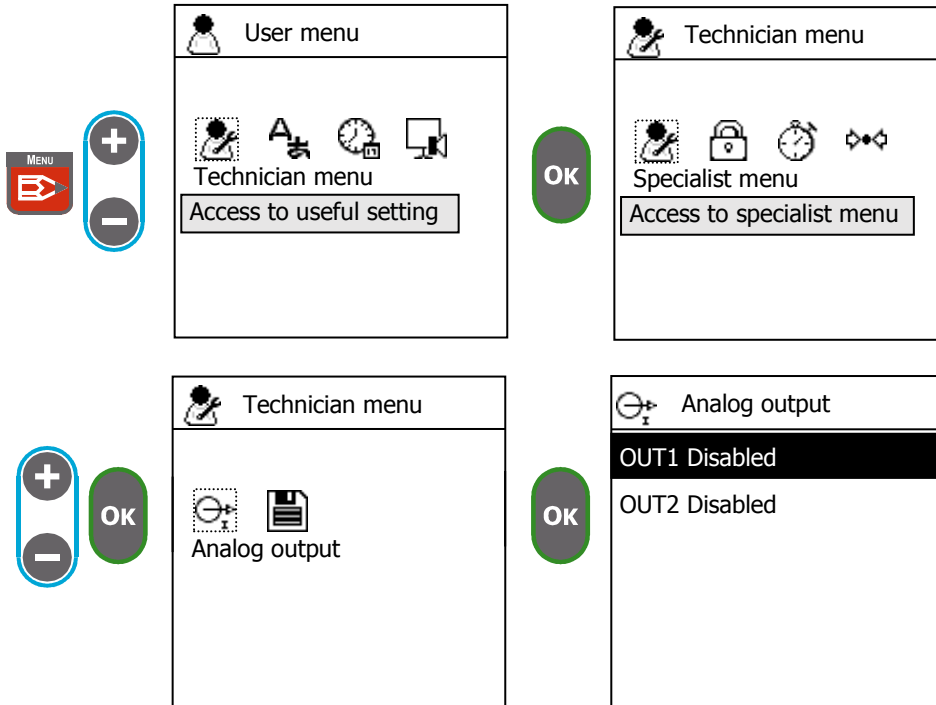 User menu
Technician menu
MENU
Technician menu
Access to useful setting
OK
Specialist menu
Access to specialist menu
Technician menu
Analog output
OK
Analog output
OK
OUT1 Disabled
OUT2 Disabled